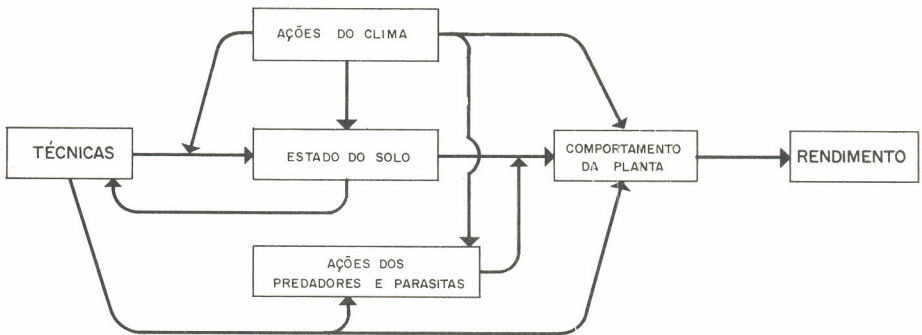 AÇÕES DO CLIMA
TÉCNICAS
ESTADO DO SOLO
COMPORTAMENTO
DA PLANTA
RENDIMENTO
AÇÕES DOS
PREDADORES E PARASITAS